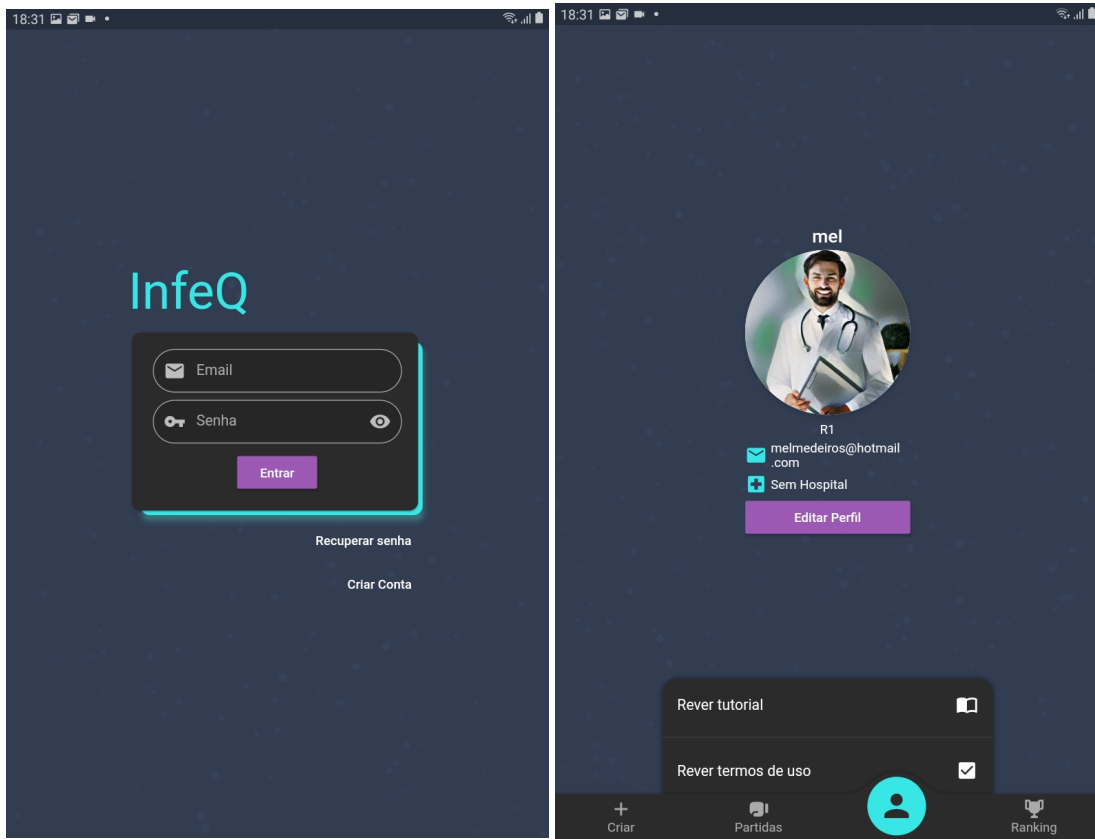 18:31
InfeQ
Email
Senha
Entrar
Recuperar senha
Criar Conta
18:31
mel
R1
melmedeiros@hotmail
.com
Sem Hospital
Editar Perfil
Rever tutorial
Rever termos de uso
Criar
Partidas
Ranking